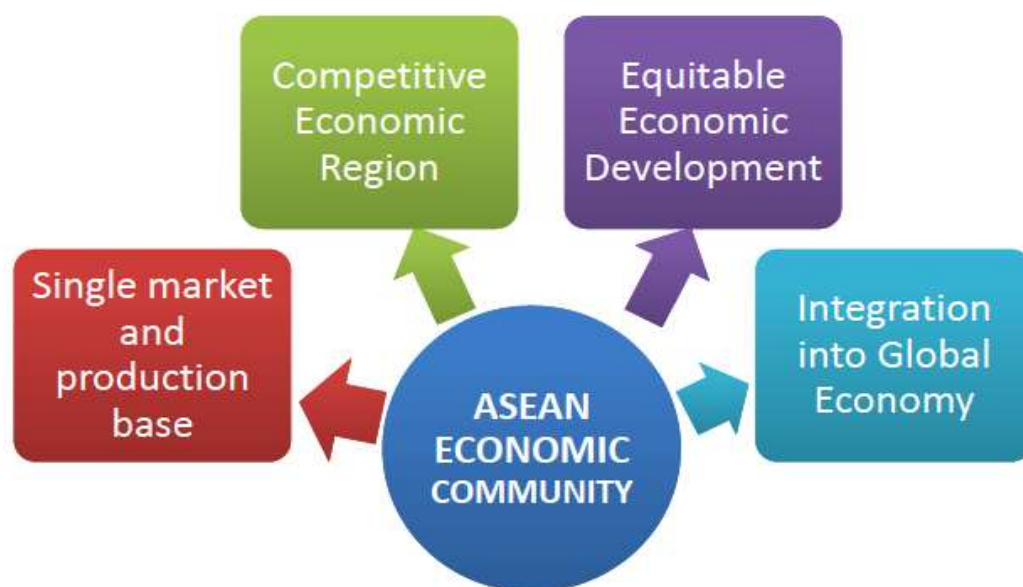 Competitive
Economic
Region
Equitable
Economic
Development
Single market
and
production
base
Integration
into Global
Economy
ASEAN
ECONOMIC
COMMUNITY